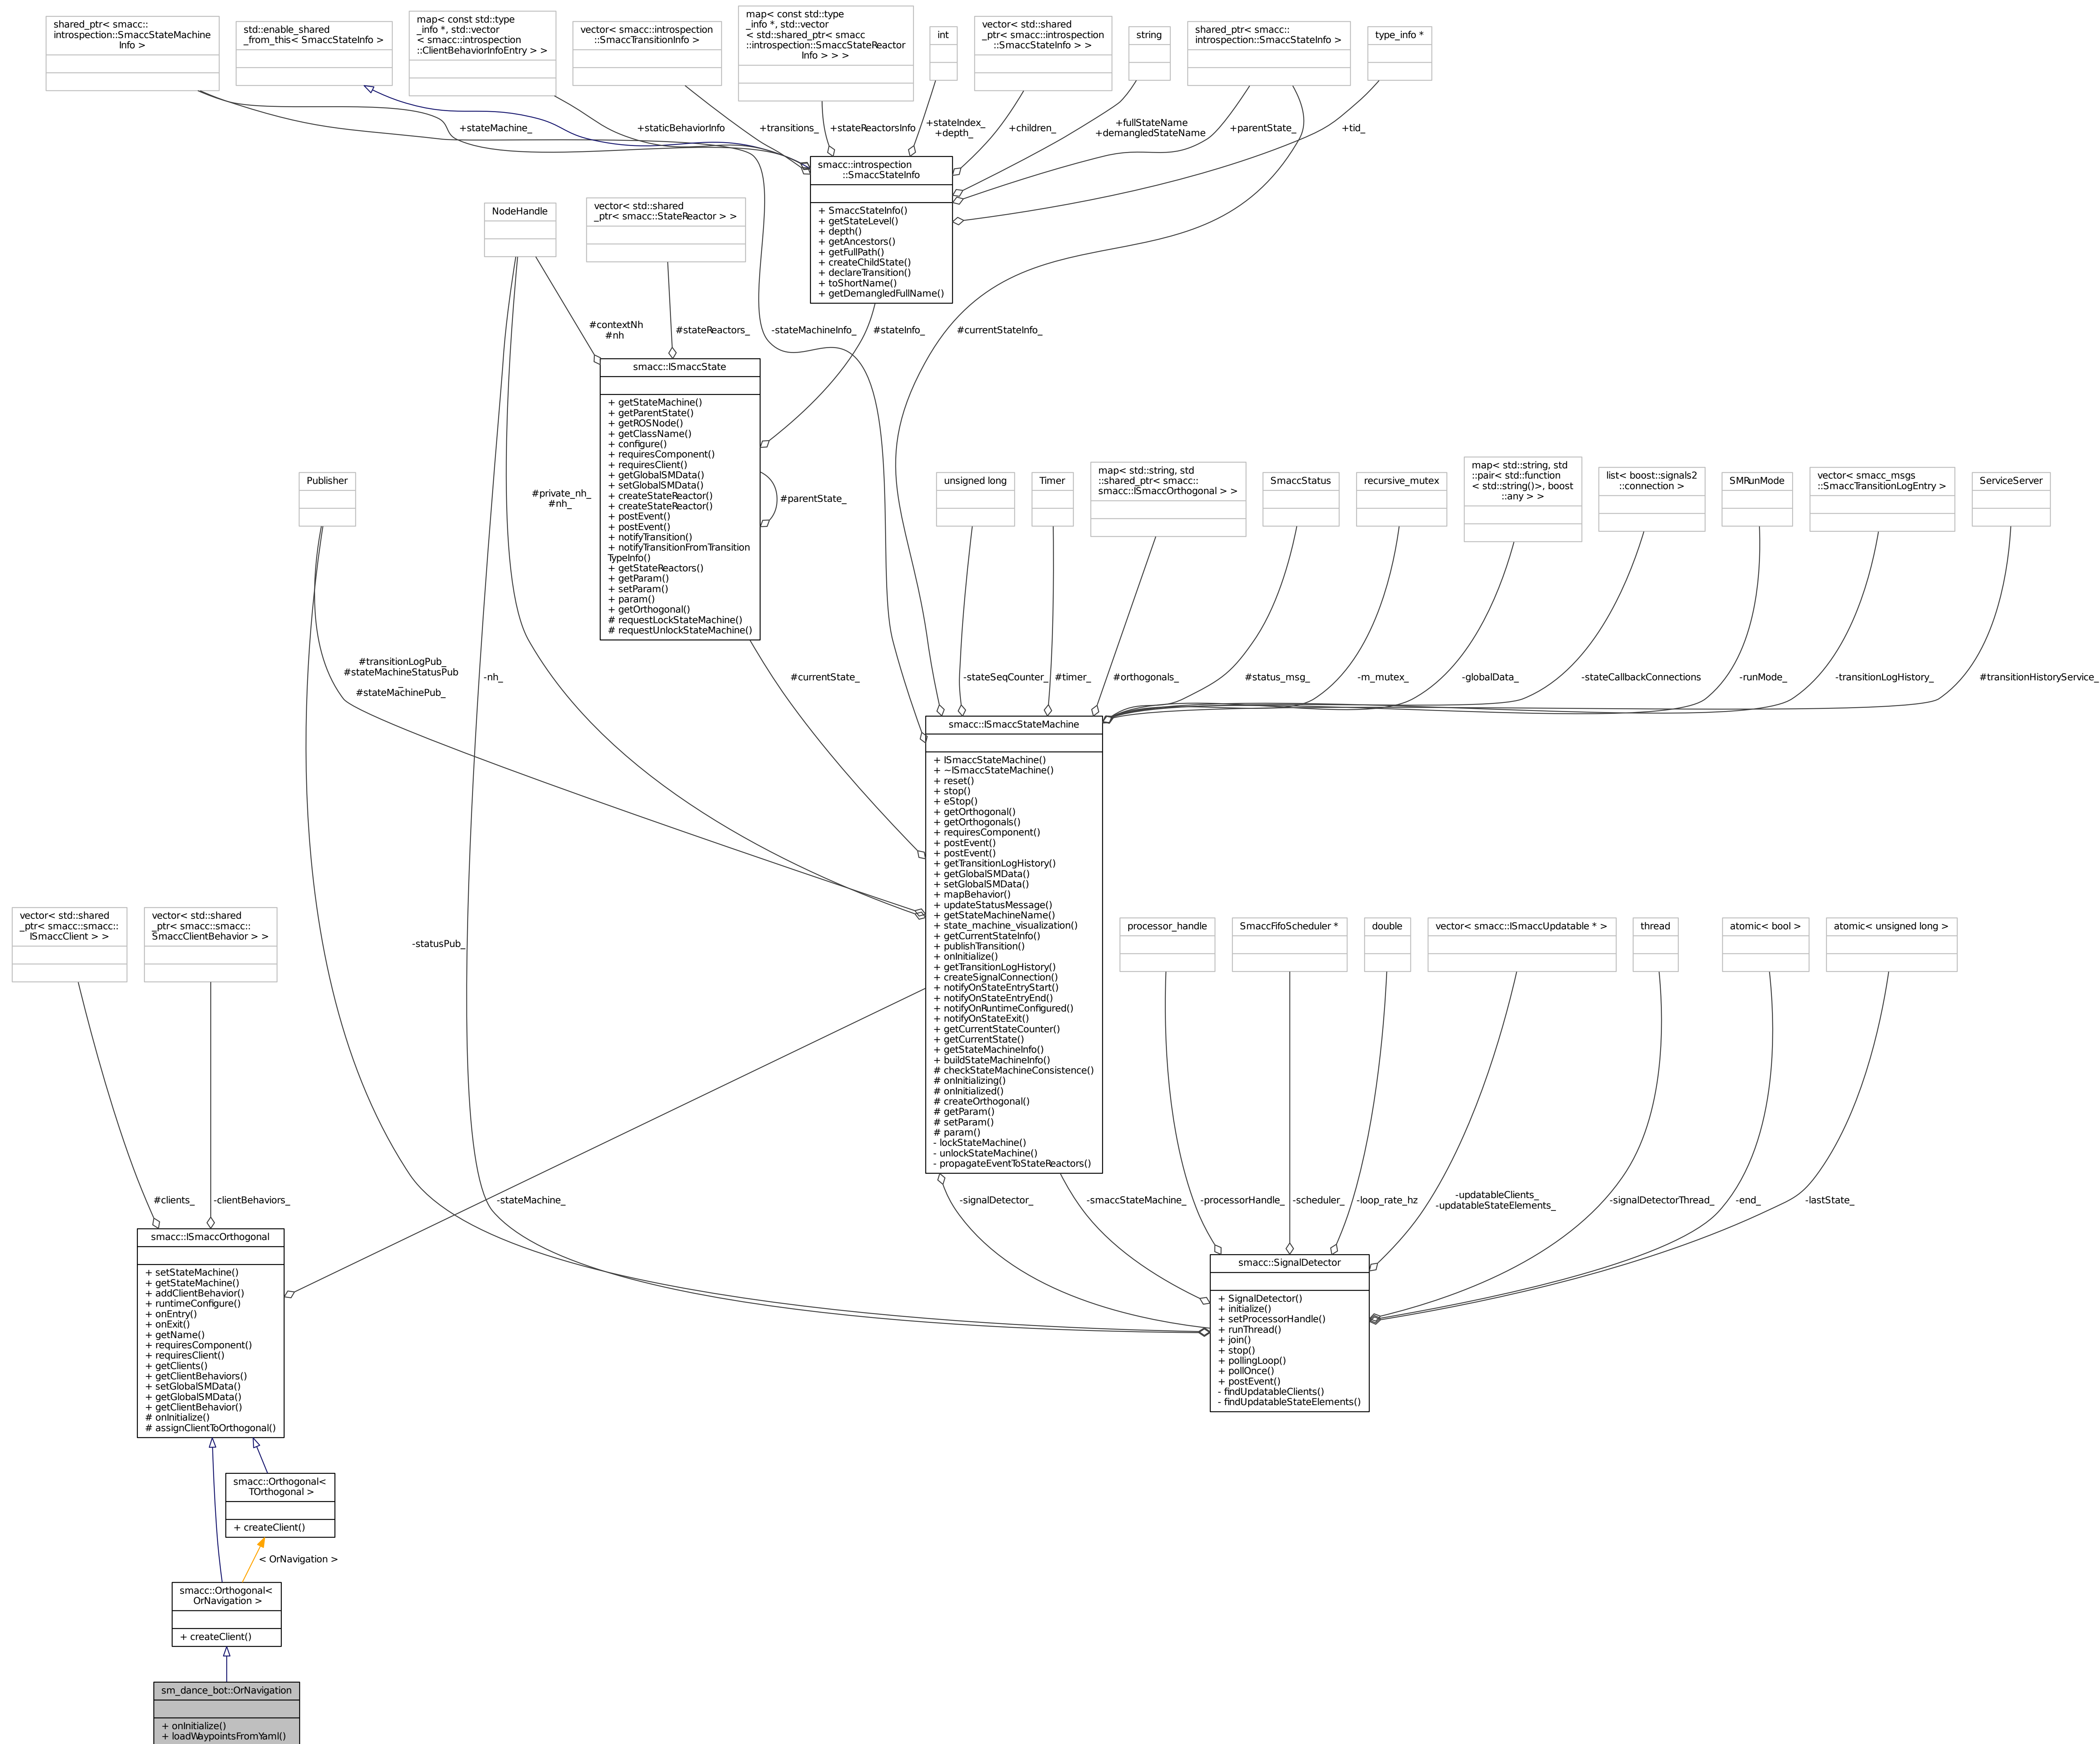 shared_ptr< smacc::
introspection::SmaccStateMachine
Info >
std::enable_shared
_from_this< SmaccStateInfo >
map< const std::type
_info *, std::vector
< smacc::introspection
::ClientBehaviorInfoEntry > >
vector< smacc::introspection
::SmaccTransitionInfo >
map< const std::type
_info *, std::vector
< std::shared_ptr< smacc
::introspection::SmaccStateReactor
Info > > >
int
vector< std::shared
_ptr< smacc::introspection
::SmaccStateInfo > >
string
shared_ptr< smacc::
introspection::SmaccStateInfo >
type_info *
+stateMachine_
+staticBehaviorInfo
+transitions_
+stateReactorsInfo
+stateIndex_
+depth_
+children_
+fullStateName
+demangledStateName
+parentState_
+tid_
smacc::introspection
::SmaccStateInfo
+ SmaccStateInfo()
+ getStateLevel()
+ depth()
+ getAncestors()
+ getFullPath()
+ createChildState()
+ declareTransition()
+ toShortName()
+ getDemangledFullName()
NodeHandle
vector< std::shared
_ptr< smacc::StateReactor > >
#contextNh
#nh
#stateReactors_
-stateMachineInfo_
#stateInfo_
#currentStateInfo_
smacc::ISmaccState
+ getStateMachine()
+ getParentState()
+ getROSNode()
+ getClassName()
+ configure()
+ requiresComponent()
+ requiresClient()
+ getGlobalSMData()
+ setGlobalSMData()
+ createStateReactor()
+ createStateReactor()
+ postEvent()
+ postEvent()
+ notifyTransition()
+ notifyTransitionFromTransition
TypeInfo()
+ getStateReactors()
+ getParam()
+ setParam()
+ param()
+ getOrthogonal()
# requestLockStateMachine()
# requestUnlockStateMachine()
#parentState_
#private_nh_
#nh_
Publisher
unsigned long
Timer
map< std::string, std
::shared_ptr< smacc::
smacc::ISmaccOrthogonal > >
SmaccStatus
recursive_mutex
map< std::string, std
::pair< std::function
< std::string()>, boost
::any > >
list< boost::signals2
::connection >
SMRunMode
vector< smacc_msgs
::SmaccTransitionLogEntry >
ServiceServer
#transitionLogPub_
#stateMachineStatusPub
_
#stateMachinePub_
-nh_
#currentState_
-stateSeqCounter_
#timer_
#orthogonals_
#status_msg_
-m_mutex_
-globalData_
-stateCallbackConnections
-runMode_
-transitionLogHistory_
#transitionHistoryService_
smacc::ISmaccStateMachine
+ ISmaccStateMachine()
+ ~ISmaccStateMachine()
+ reset()
+ stop()
+ eStop()
+ getOrthogonal()
+ getOrthogonals()
+ requiresComponent()
+ postEvent()
+ postEvent()
+ getTransitionLogHistory()
+ getGlobalSMData()
+ setGlobalSMData()
+ mapBehavior()
+ updateStatusMessage()
+ getStateMachineName()
+ state_machine_visualization()
+ getCurrentStateInfo()
+ publishTransition()
+ onInitialize()
+ getTransitionLogHistory()
+ createSignalConnection()
+ notifyOnStateEntryStart()
+ notifyOnStateEntryEnd()
+ notifyOnRuntimeConfigured()
+ notifyOnStateExit()
+ getCurrentStateCounter()
+ getCurrentState()
+ getStateMachineInfo()
+ buildStateMachineInfo()
# checkStateMachineConsistence()
# onInitializing()
# onInitialized()
# createOrthogonal()
# getParam()
# setParam()
# param()
- lockStateMachine()
- unlockStateMachine()
- propagateEventToStateReactors()
vector< std::shared
_ptr< smacc::smacc::
ISmaccClient > >
vector< std::shared
_ptr< smacc::smacc::
SmaccClientBehavior > >
-statusPub_
processor_handle
SmaccFifoScheduler *
double
vector< smacc::ISmaccUpdatable * >
thread
atomic< bool >
atomic< unsigned long >
#clients_
-clientBehaviors_
-stateMachine_
-signalDetector_
-smaccStateMachine_
-processorHandle_
-scheduler_
-loop_rate_hz
-updatableClients_
-updatableStateElements_
-signalDetectorThread_
-end_
-lastState_
smacc::ISmaccOrthogonal
+ setStateMachine()
+ getStateMachine()
+ addClientBehavior()
+ runtimeConfigure()
+ onEntry()
+ onExit()
+ getName()
+ requiresComponent()
+ requiresClient()
+ getClients()
+ getClientBehaviors()
+ setGlobalSMData()
+ getGlobalSMData()
+ getClientBehavior()
# onInitialize()
# assignClientToOrthogonal()
smacc::SignalDetector
+ SignalDetector()
+ initialize()
+ setProcessorHandle()
+ runThread()
+ join()
+ stop()
+ pollingLoop()
+ pollOnce()
+ postEvent()
- findUpdatableClients()
- findUpdatableStateElements()
smacc::Orthogonal<
TOrthogonal >
+ createClient()
< OrNavigation >
smacc::Orthogonal<
OrNavigation >
+ createClient()
sm_dance_bot::OrNavigation
+ onInitialize()
+ loadWaypointsFromYaml()